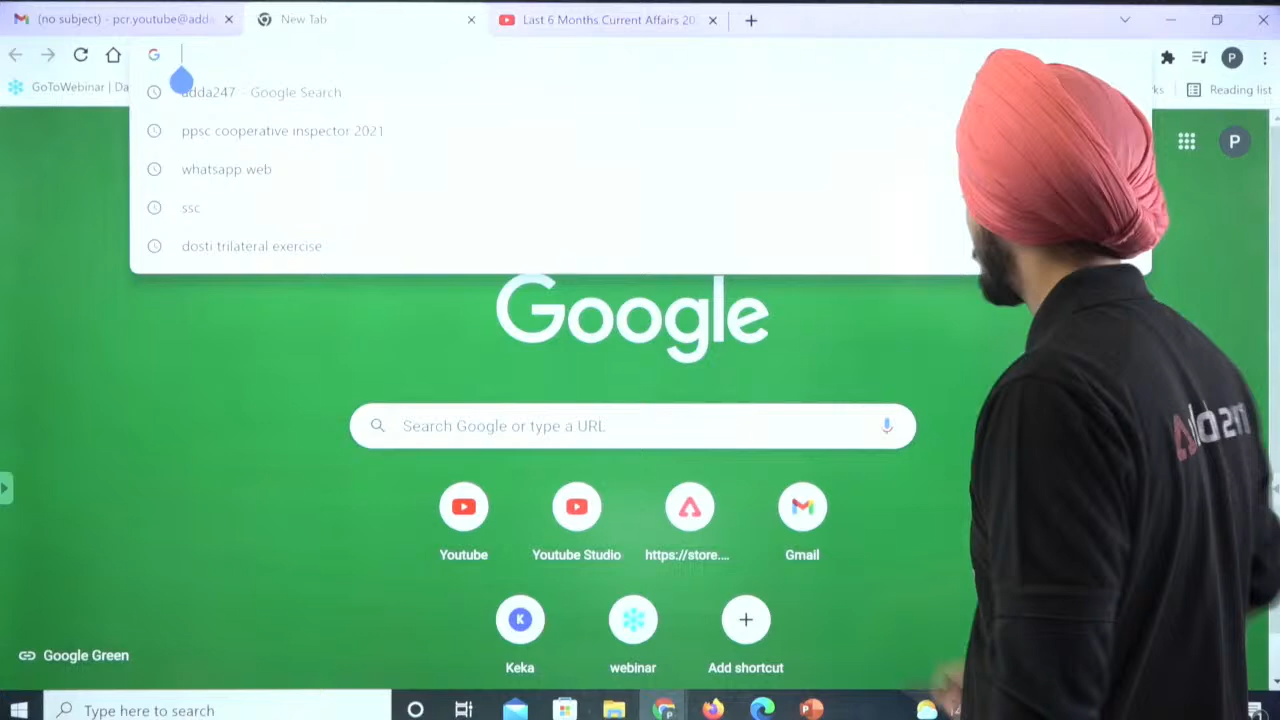 (no subject) - pcr.youtube@adda
New Tab
Last 6 Months Current Affairs 20
GoToWebinar | Da
Reading list
P
adda247 - Google Search
ppsc cooperative inspector 2021
whatsapp web
ssc
dosti trilateral exercise
P
Google
Search Google or type a URL
Youtube
Youtube Studio
https://store....
Gmail
K
Keka
webinar
Add shortcut
Google Green
Type here to search